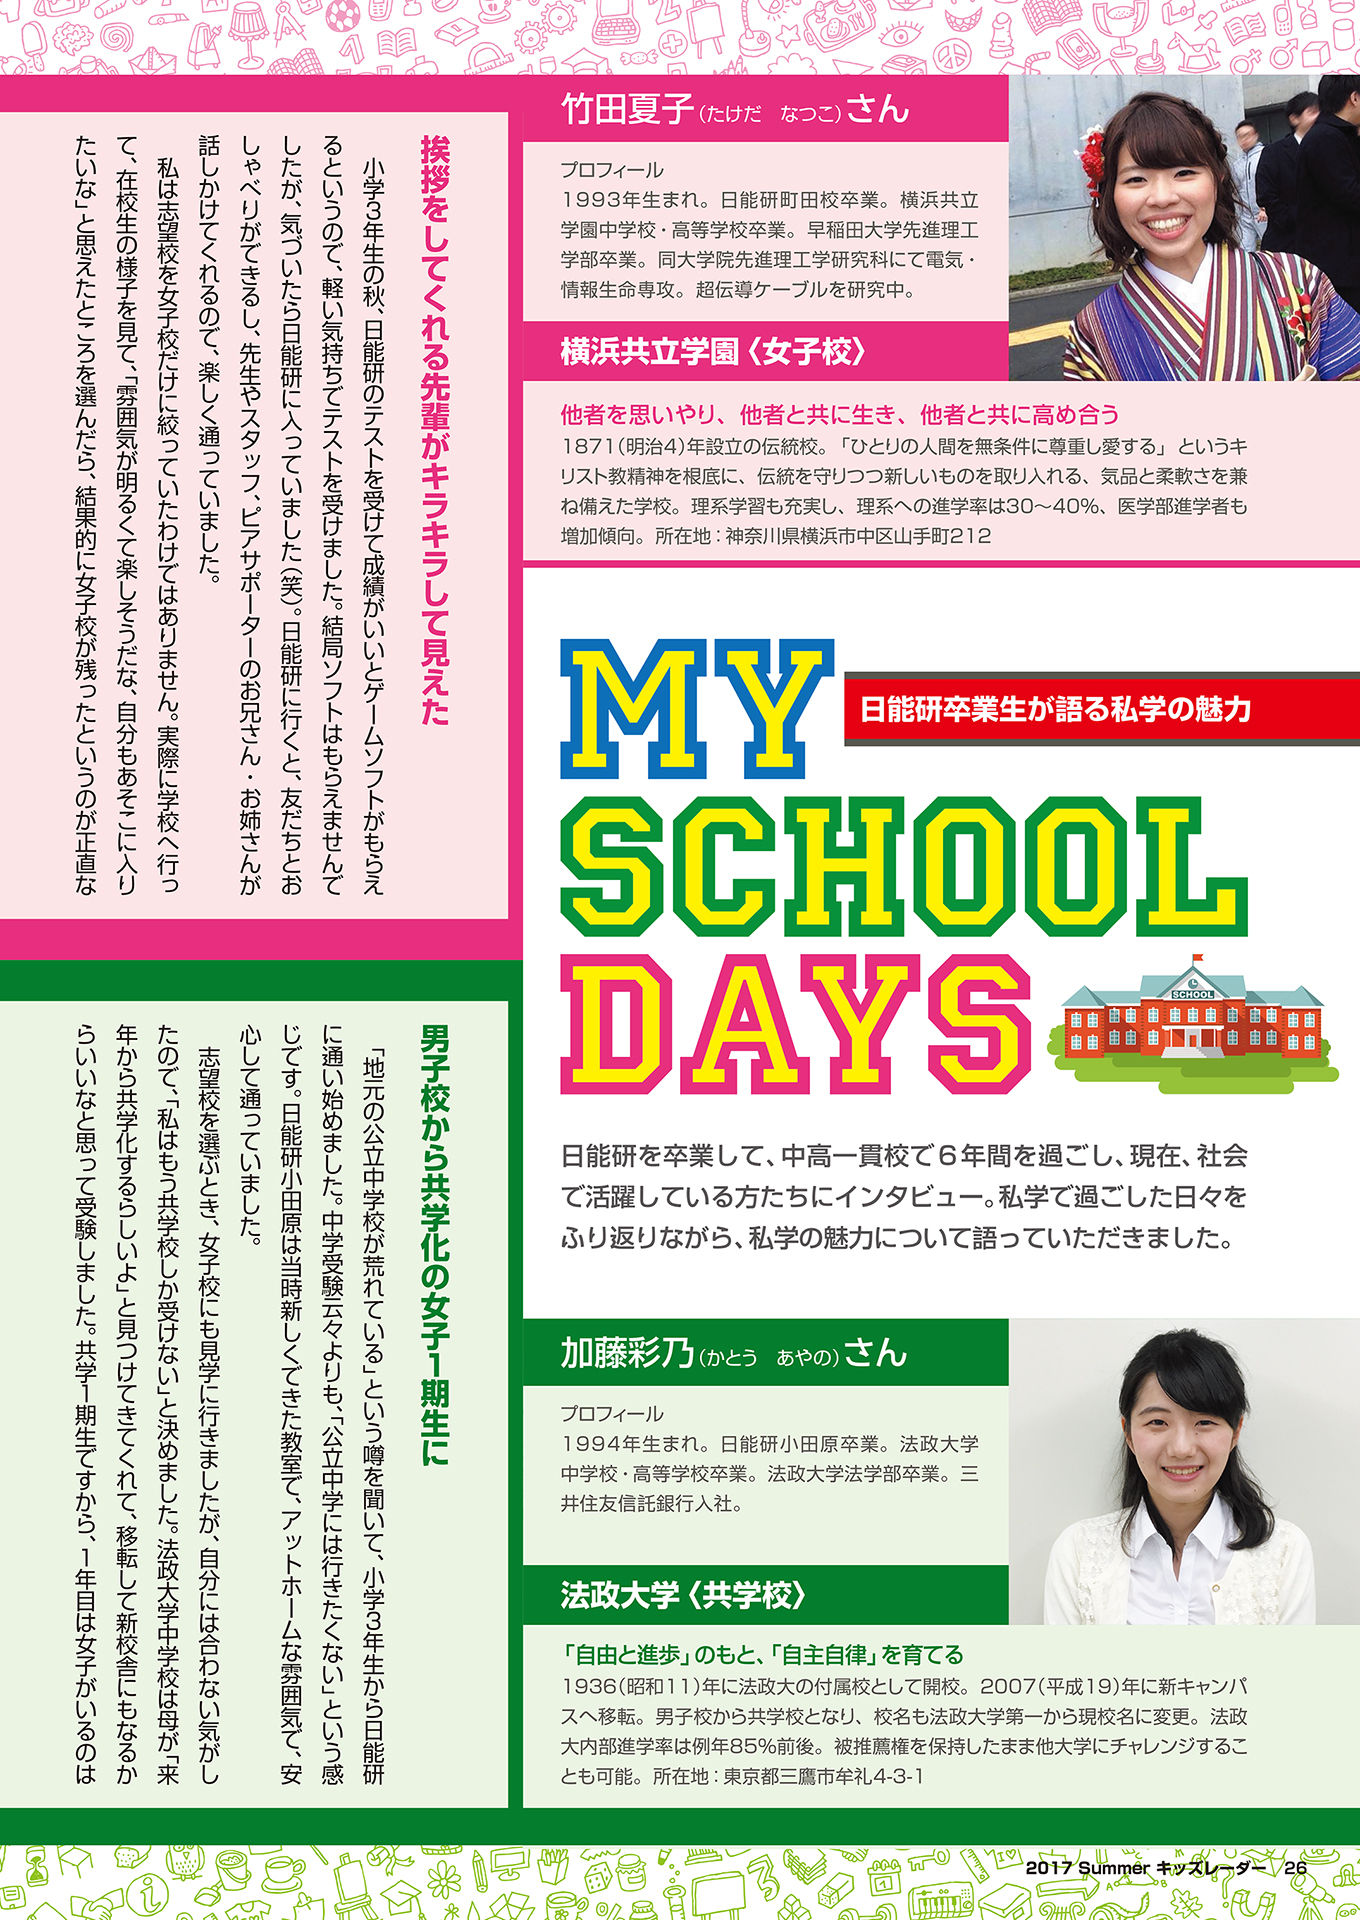 竹田夏子（たけだ　なつこ）さん
プロフィール
1993年生まれ。日能研町田校卒業。横浜共立
学園中学校・高等学校卒業。早稲田大学先進理工
学部卒業。同大学院先進理工学研究科にて電気・
情報生命専攻。超伝導ケーブルを研究中。
横浜共立学園〈女子校〉
他者を思いやり、他者と共に生き、他者と共に高め合う
1871（明治4）年設立の伝統校。「ひとりの人間を無条件に尊重し愛する」というキ
リスト教精神を根底に、伝統を守りつつ新しいものを取り入れる、気品と柔軟さを兼
ね備えた学校。理系学習も充実し、理系への進学率は30〜40%、医学部進学者も
増加傾向。所在地：神奈川県横浜市中区山手町212
MY
日能研卒業生が語る私学の魅力
SCHOOL
DAYS
SCHOOL
日能研を卒業して、中高一貫校で6年間を過ごし、現在、社会
で活躍している方たちにインタビュー。私学で過ごした日々を
ふり返りながら、私学の魅力について語っていただきました。
加藤彩乃（かとう　あやの）さん
プロフィール
1994年生まれ。日能研小田原卒業。法政大学
中学校・高等学校卒業。法政大学法学部卒業。三
井住友信託銀行入社。
法政大学〈共学校〉
「自由と進歩」のもと、「自主自律」を育てる
1936（昭和11）年に法政大の付属校として開校。2007（平成19）年に新キャンパ
スへ移転。男子校から共学校となり、校名も法政大学第一から現校名に変更。法政
大内部進学率は例年85%前後。被推薦権を保持したまま他大学にチャレンジするこ
とも可能。所在地：東京都三鷹市牟礼4-3-1
挨拶をしてくれる先輩がキラキラして見えた
小学3年生の秋、日能研のテストを受けて成績がいいとゲームソフトがもらえ
るというので、軽い気持ちでテストを受けました。結局ソフトはもらえませんで
したが、気づいたら日能研に入っていました（笑）。日能研に行くと、友だちとお
しゃべりができるし、先生やスタッフ、ピアサポーターのお兄さん・お姉さんが
話しかけてくれるので、楽しく通っていました。
私は志望校を女子校だけに絞っていたわけではありません。実際に学校へ行っ
て、在校生の様子を見て、「雰囲気が明るくて楽しそうだな、自分もあそこに入り
たいな」と思えたところを選んだら、結果的に女子校が残ったというのが正直な
男子校から共学化の女子1期生に
「地元の公立中学校が荒れている」という噂を聞いて、小学3年生から日能研
に通い始めました。中学受験云々よりも、「公立中学には行きたくない」という感
じです。日能研小田原は当時新しくできた教室で、アットホームな雰囲気で、安
心して通っていました。
志望校を選ぶとき、女子校にも見学に行きましたが、自分には合わない気がし
たので、「私はもう共学校しか受けない」と決めました。法政大学中学校は母が「来
年から共学化するらしいよ」と見つけてきてくれて、移転して新校舎にもなるか
らいいなと思って受験しました。共学1期生ですから、1年目は女子がいるのは
2017 Summer キッズレーダー　26